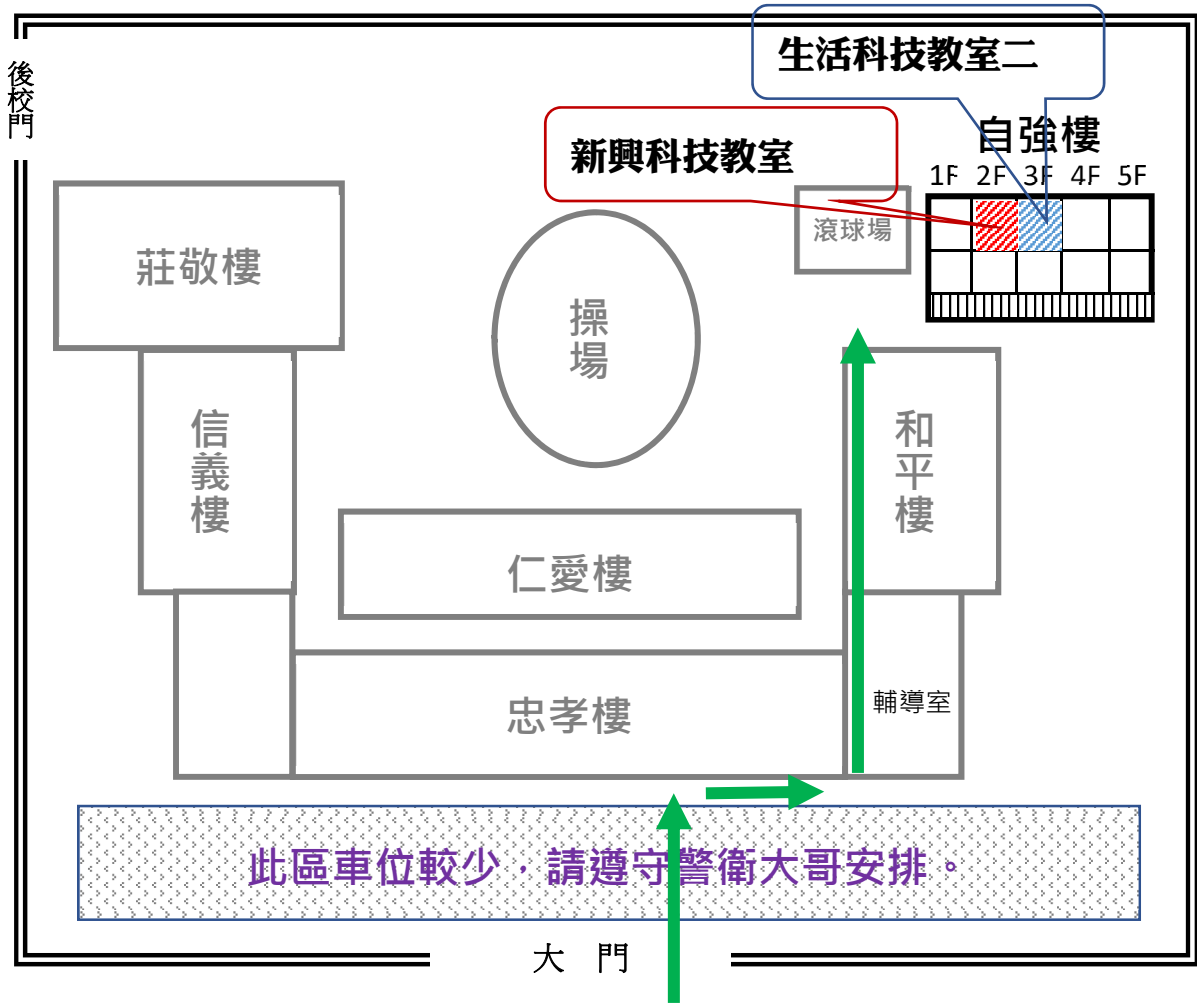 生活科技教室二
後校門
自強樓
新興科技教室
1F 2F 3F 4F 5F
滾球場
莊敬樓
操場
信義樓
和平樓
仁愛樓
輔導室
忠孝樓
此區車位較少，請遵守警衛大哥安排。
大 門